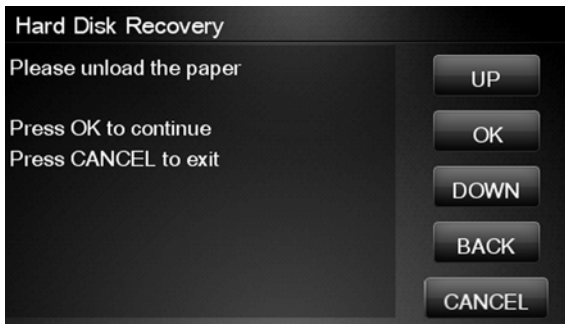 Hard Disk Recovery
Please unload the paper
Press OK to continue
Press CANCEL to exit
UP
OK
DOWN
BACK
CANCEL